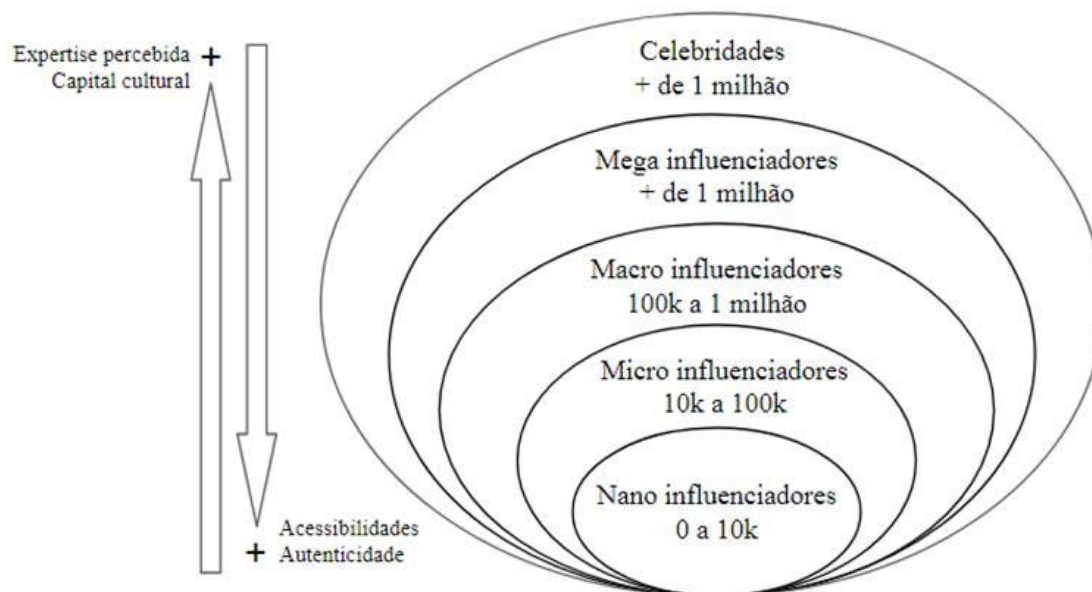 Expertise percebida +
Capital cultural
Acessibilidades
+ Autenticidade
Celebridades
+ de 1 milhão
Mega influenciadores
+ de 1 milhão
Macro influenciadores
100k a 1 milhão
Micro influenciadores
10k a 100k
Nano influenciadores
0 a 10k